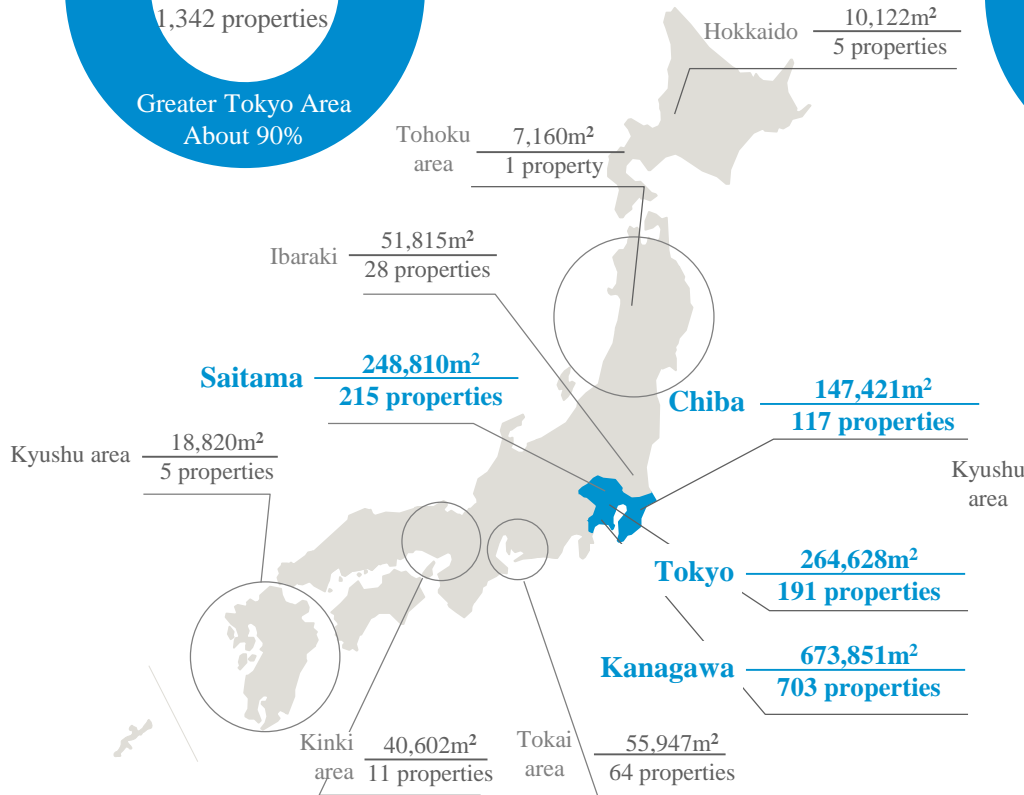 1,342 properties
Greater Tokyo Area
About 90%
Hokkaido
10,122m²
5 properties
Tohoku
area
7,160m²
1 property
Ibaraki
51,815m²
28 properties
Saitama
248,810m²
215 properties
Chiba
147,421m²
117 properties
Kyushu area
18,820m²
5 properties
Kyushu
area
Tokyo
264,628m²
191 properties
Kanagawa
673,851m²
703 properties
Kinki
area
40,602m²
11 properties
Tokai
area
55,947m²
64 properties